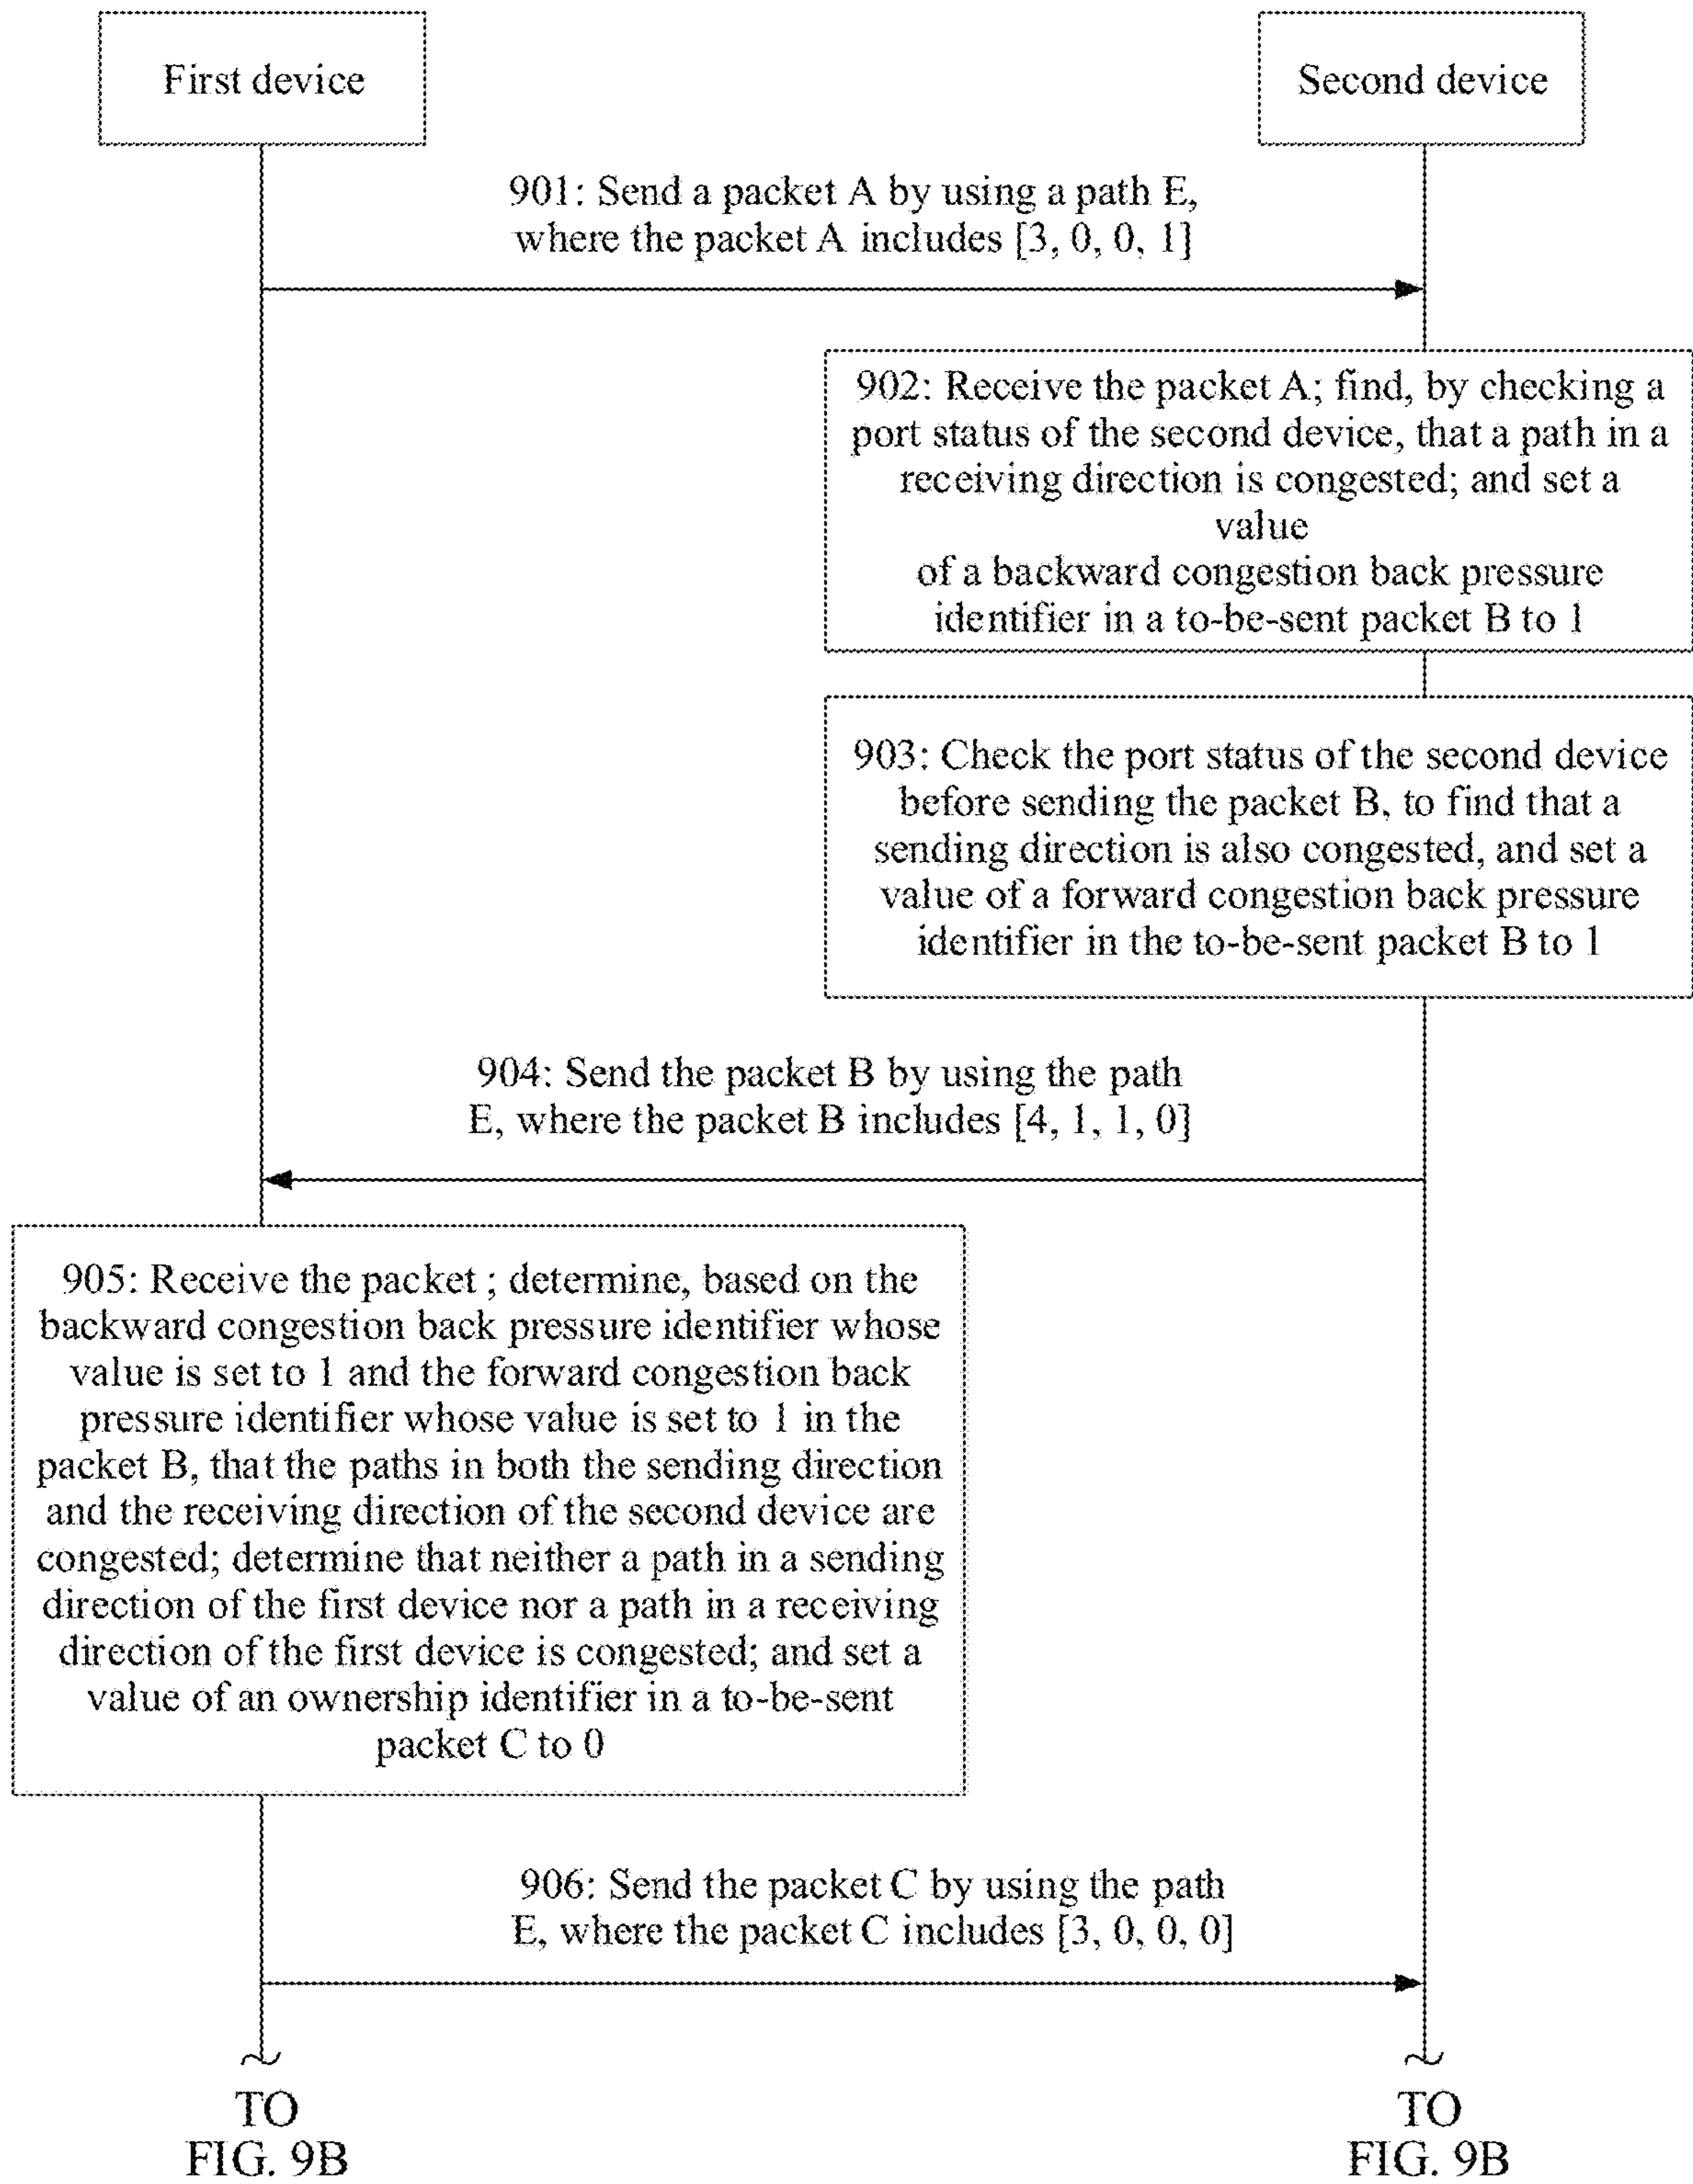 First device
Second device
901: Send a packet A by using a path E,
where the packet A includes [3, 0, 0, 1]
902: Receive the packet A; find, by checking a
port status of the second device, that a path in a
receiving direction is congested; and set a
value
of a backward congestion back pressure
identifier in a to-be-sent packet B to 1
903: Check the port status of the second device
before sending the packet B, to find that a
sending direction is also congested, and set a
value of a forward congestion back pressure
identifier in the to-be-sent packet B to 1
904: Send the packet B by using the path
E, where the packet B includes [4, 1, 1, 0]
905: Receive the packet ; determine, based on the
backward congestion back pressure identifier whose
value is set to 1 and the forward congestion back
pressure identifier whose value is set to 1 in the
packet B, that the paths in both the sending direction
and the receiving direction of the second device are
congested; determine that neither a path in a sending
direction of the first device nor a path in a receiving
direction of the first device is congested; and set a
value of an ownership identifier in a to-be-sent
packet C to 0
906: Send the packet C by using the path
E, where the packet C includes [3, 0, 0, 0]
TO
FIG. 9B
TO
FIG. 9B